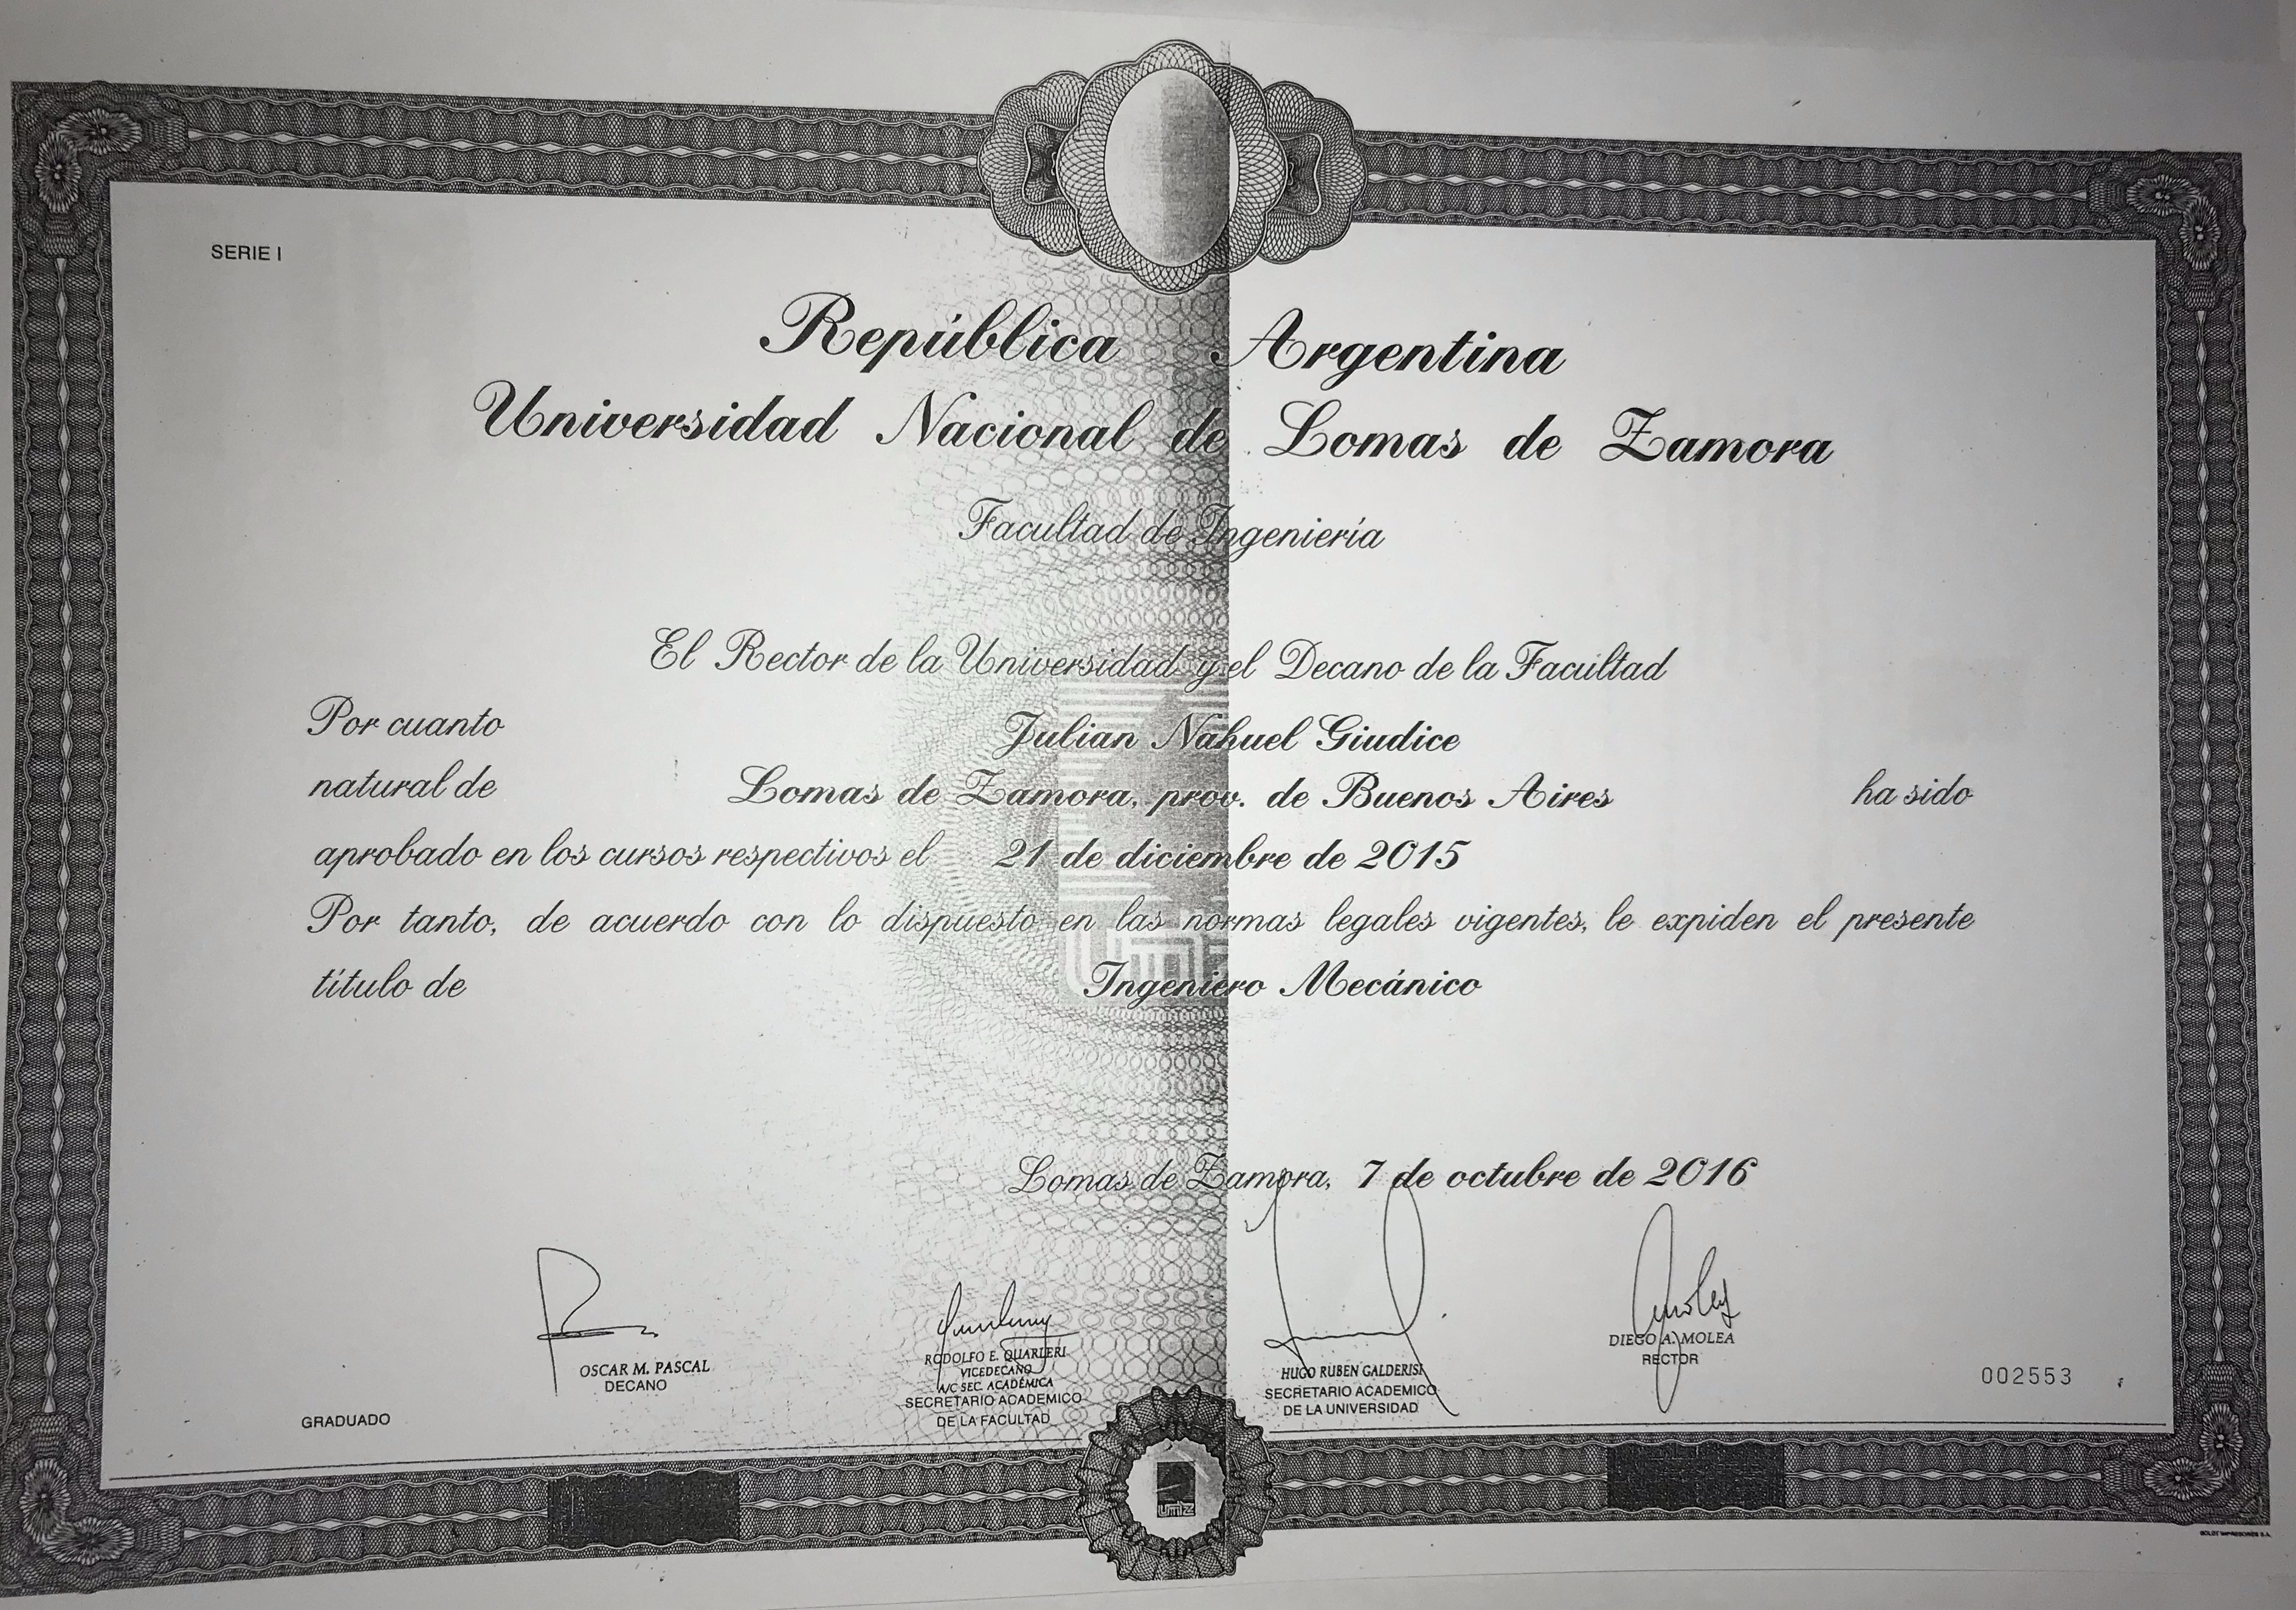 SERIE I
República Argentina
Universidad Nacional de Lomas de Zamora
Facultad de Ingeniería
El Rector de la Universidad y el Decano de la Facultad
Por cuanto Julian Nahuel Giudice
natural de Lomas de Zamora, prov. de Buenos Aires ha sido
aprobado en los cursos respectivos el 21 de diciembre de 2015
Por tanto, de acuerdo con lo dispuesto en las normas legales vigentes, le expiden el presente
título de Ingeniero Mecánico
Lomas de Zamora, 7 de octubre de 2016
OSCAR M. PASCAL
DECANO
RODOLFO E. QUARLERI
VICEDECANO
A/C SEC. ACADÉMICA
SECRETARIO ACADEMICO
DE LA FACULTAD
HUGO RUBEN GALDERISI
SECRETARIO ACADEMICO
DE LA UNIVERSIDAD
DIEGO A. MOLEA
RECTOR
002553
GRADUADO